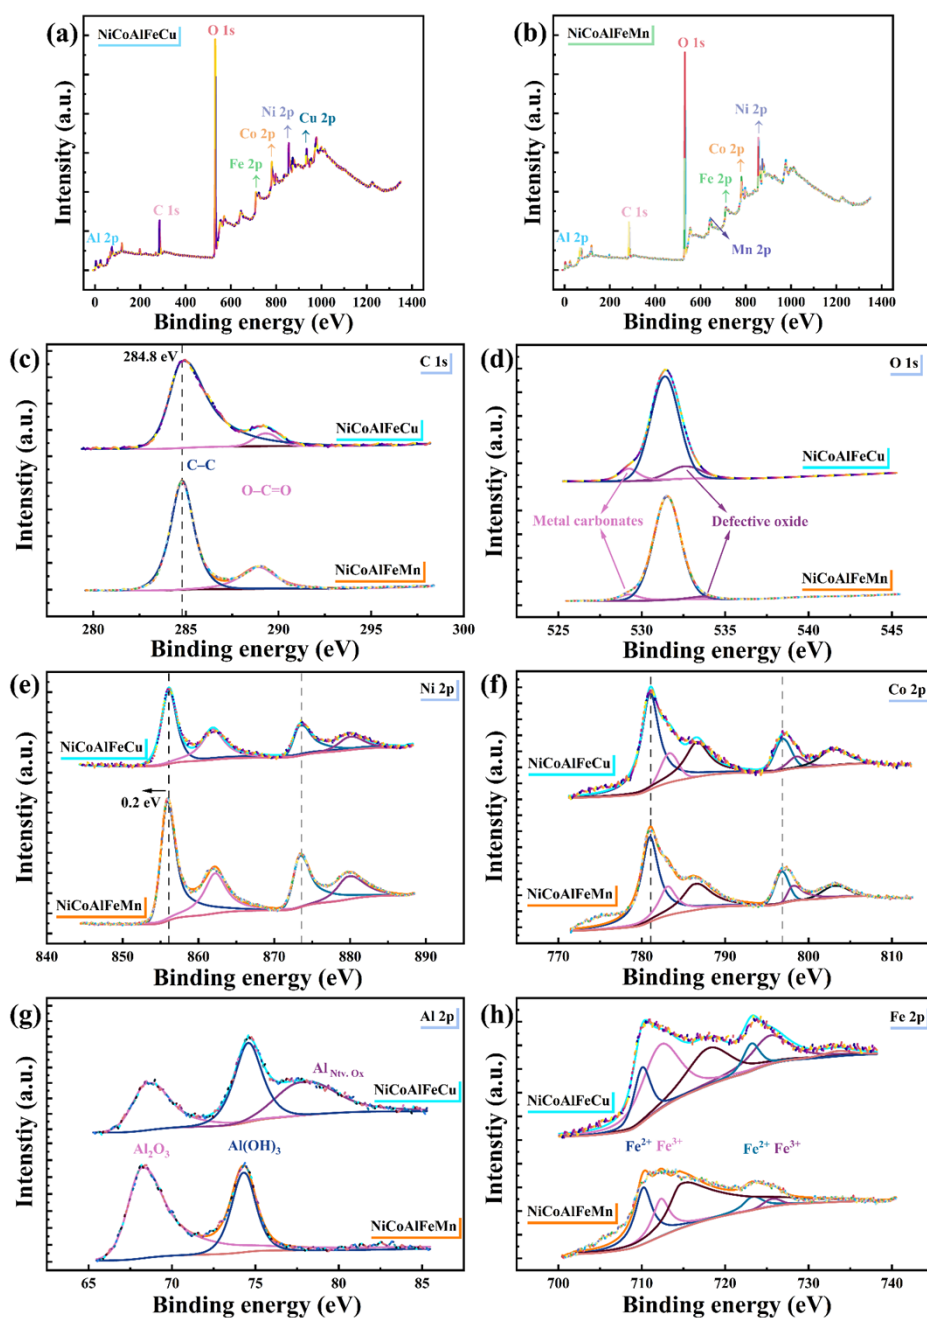 (a)
NiCoAlFeCu
O 1s
Ni 2p
Cu 2p
Co 2p
Fe 2p
C 1s
Al 2p
Intensity (a.u.)
0 200 400 600 800 1000 1200 1400
Binding energy (eV)
(b)
NiCoAlFeMn
O 1s
Ni 2p
Co 2p
Fe 2p
C 1s
Al 2p
Mn 2p
Intensity (a.u.)
0 200 400 600 800 1000 1200 1400
Binding energy (eV)
(c)
284.8 eV
C 1s
NiCoAlFeCu
C–C
O–C=O
NiCoAlFeMn
Intenstiy (a.u.)
280 285 290 295 300
Binding energy (eV)
(d)
O 1s
NiCoAlFeCu
Metal carbonates
Defective oxide
NiCoAlFeMn
Intenstiy (a.u.)
525 530 535 540 545
Binding energy (eV)
(e)
Ni 2p
NiCoAlFeCu
0.2 eV
NiCoAlFeMn
Intenstiy (a.u.)
840 850 860 870 880 890
Binding energy (eV)
(f)
Co 2p
NiCoAlFeCu
NiCoAlFeMn
Intenstiy (a.u.)
770 780 790 800 810
Binding energy (eV)
(g)
Al 2p
Al Ntv. Ox
NiCoAlFeCu
Al2O3
Al(OH)3
NiCoAlFeMn
Intenstiy (a.u.)
65 70 75 80 85
Binding energy (eV)
(h)
Fe 2p
NiCoAlFeCu
Fe2+ Fe3+ Fe2+ Fe3+
NiCoAlFeMn
Intenstiy (a.u.)
700 710 720 730 740
Binding energy (eV)